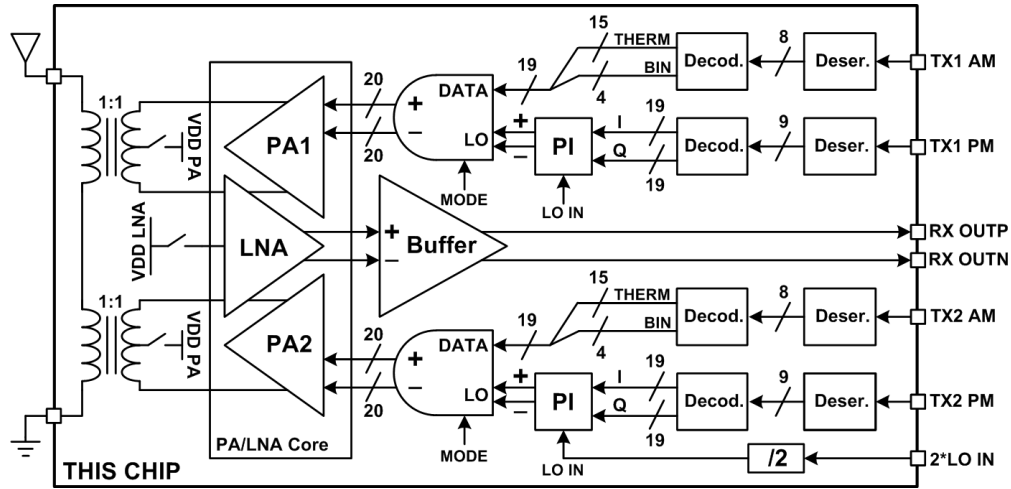 15
THERM
8
20
19
Decod.
Deser.
TX1 AM
DATA
BIN
+
4
1:1
VDD PA
PA1
−
LO
+
−
PI
I
19
Q
19
9
Decod.
Deser.
TX1 PM
20
MODE
LO IN
VDD LNA
LNA
+
−
Buffer
RX OUTP
RX OUTN
15
THERM
8
1:1
VDD PA
PA2
20
19
DATA
BIN
4
Decod.
Deser.
TX2 AM
+
−
LO
+
−
PI
I
19
Q
19
9
Decod.
Deser.
TX2 PM
20
PA/LNA Core
MODE
LO IN
/2
2*LO IN
THIS CHIP